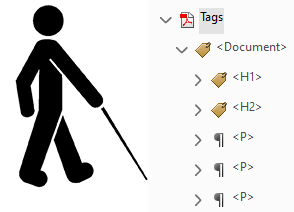 Tags
<Document>
<H1>
<H2>
<P>
<P>
<P>